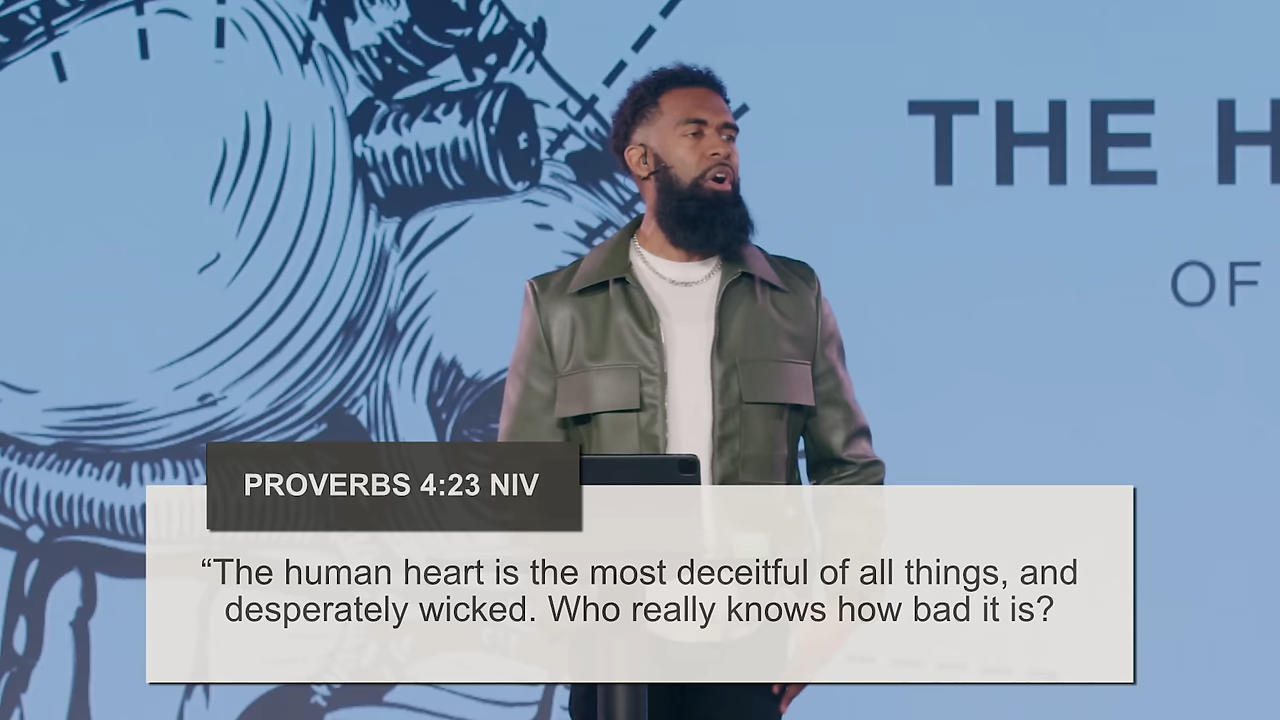 THE H
OF
PROVERBS 4:23 NIV
“The human heart is the most deceitful of all things, and
desperately wicked. Who really knows how bad it is?